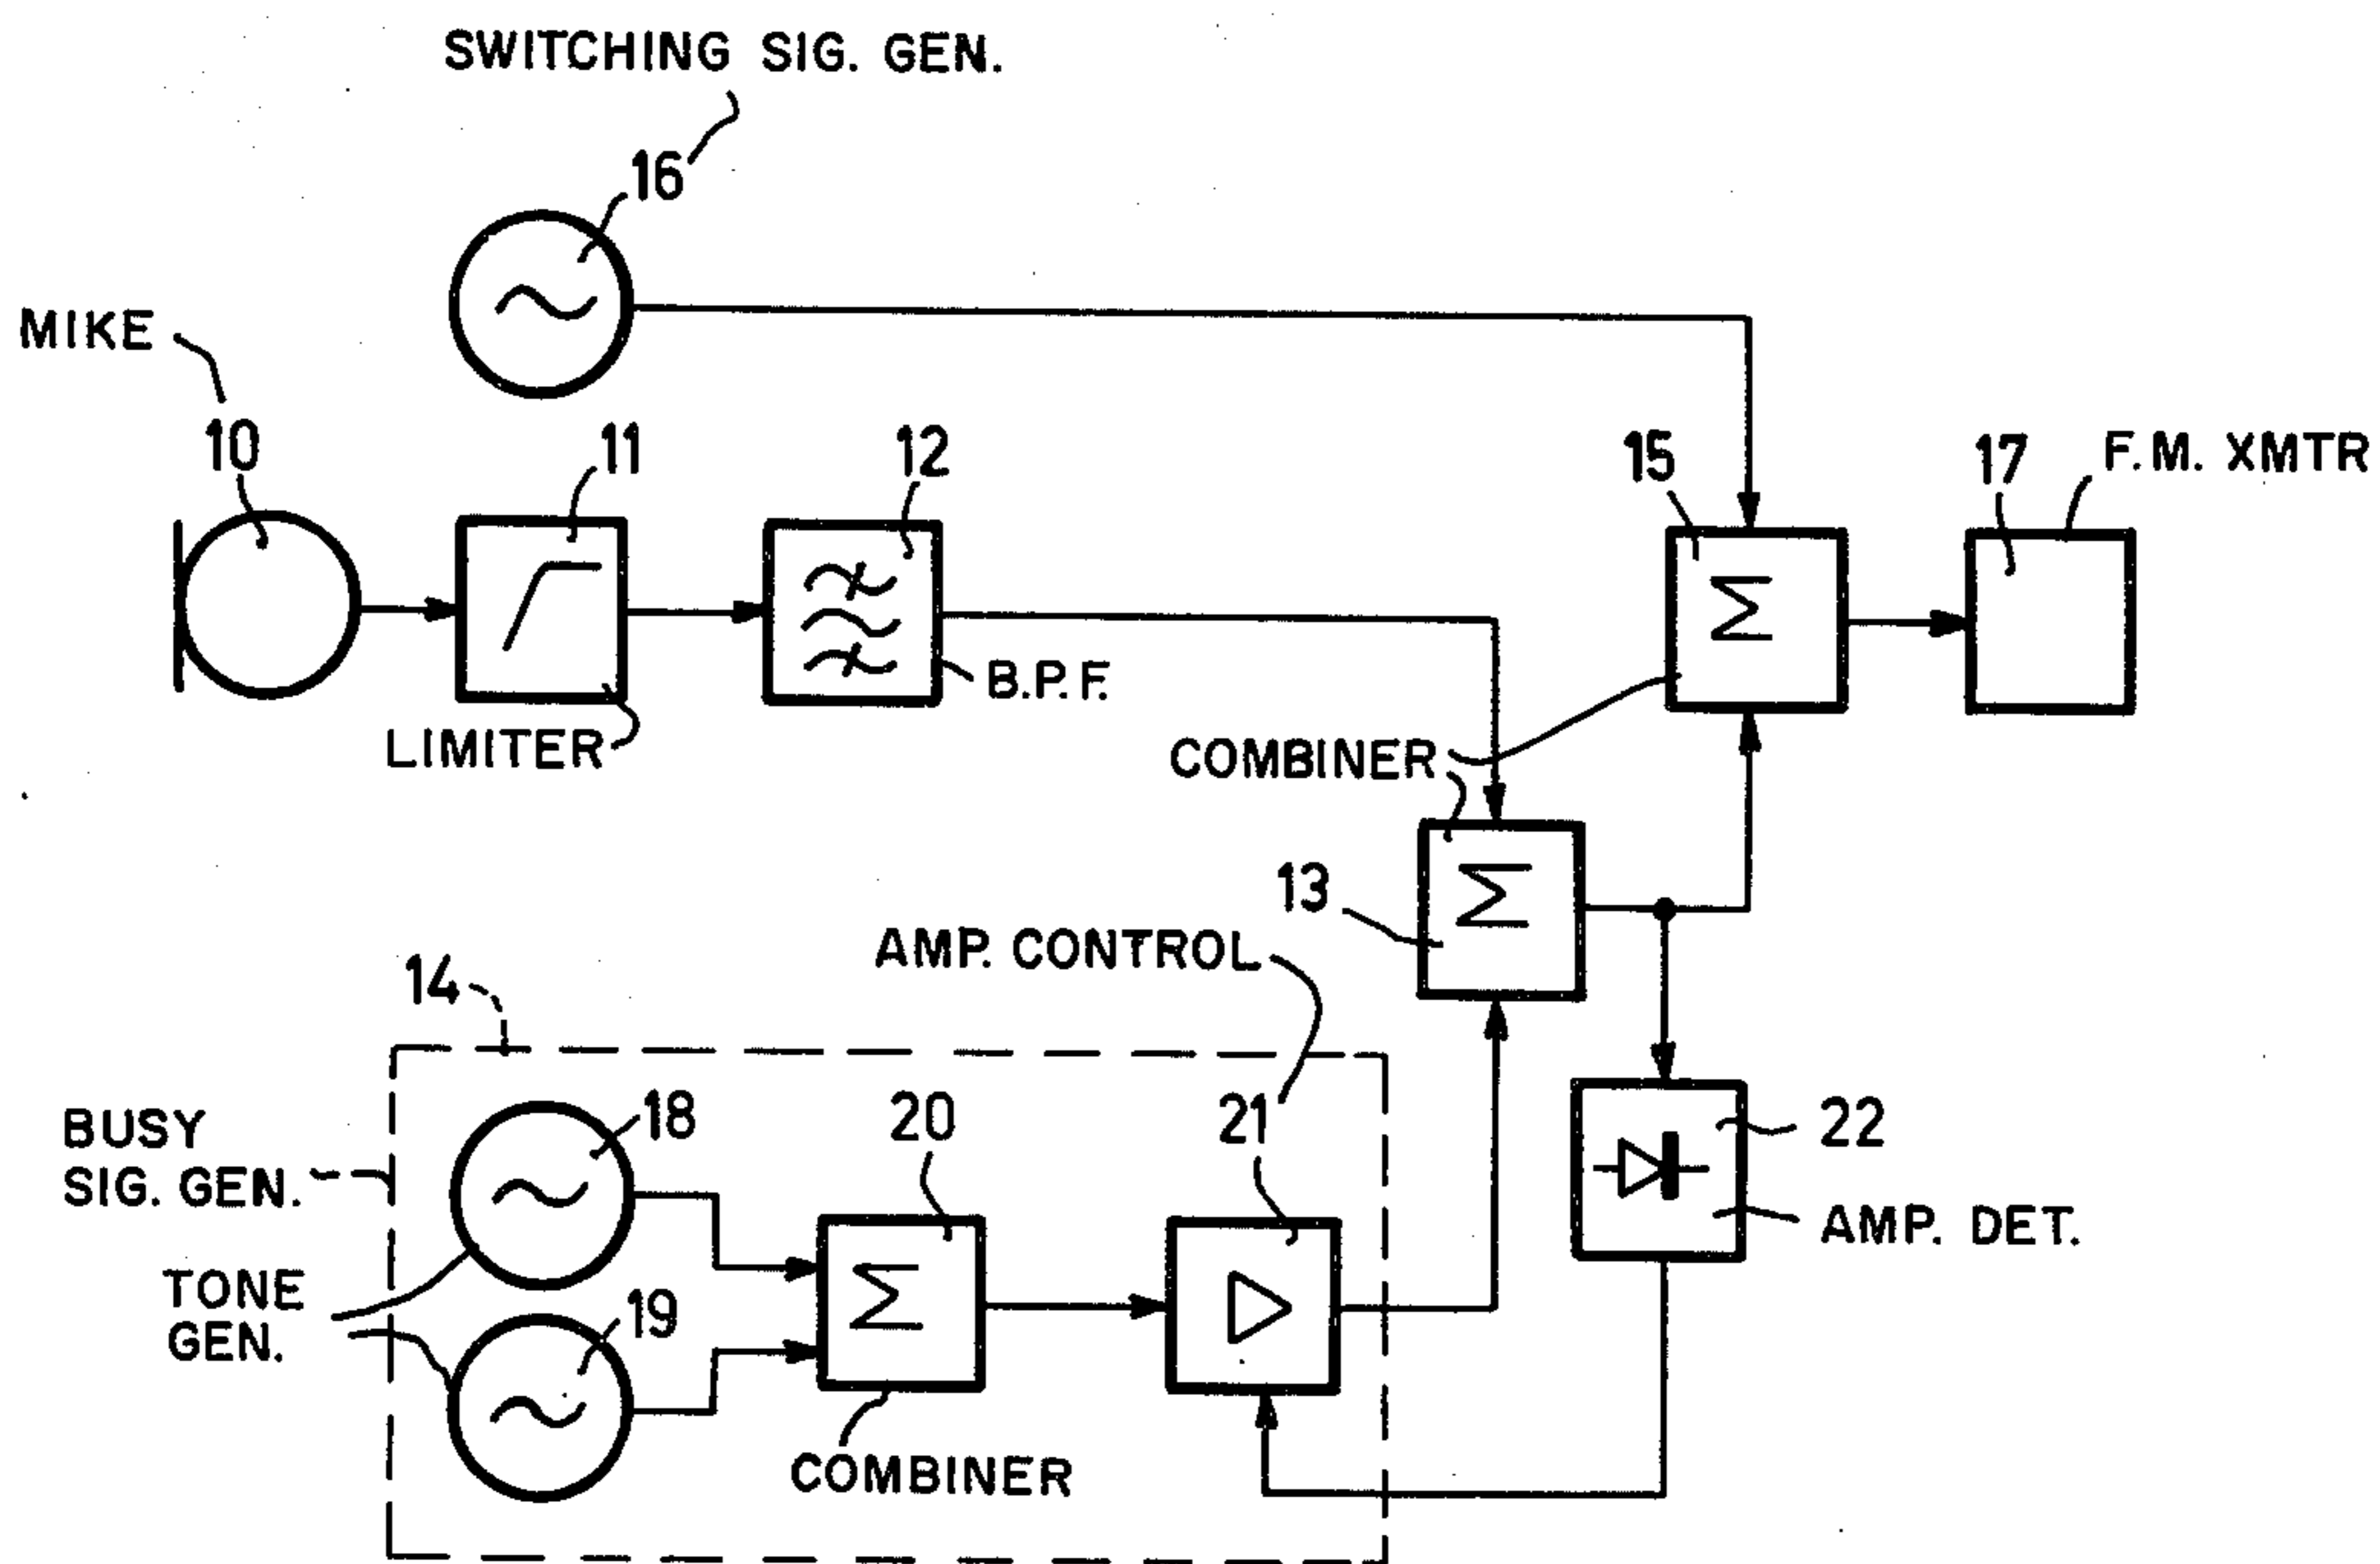 SWITCHING SIG. GEN.
16
MIKE
10
11
12
15
17
F.M. XMTR
B.P.F.
LIMITER
COMBINER
13
AMP. CONTROL
14
BUSY
SIG. GEN.
18
20
21
22
AMP. DET.
TONE
GEN.
19
COMBINER